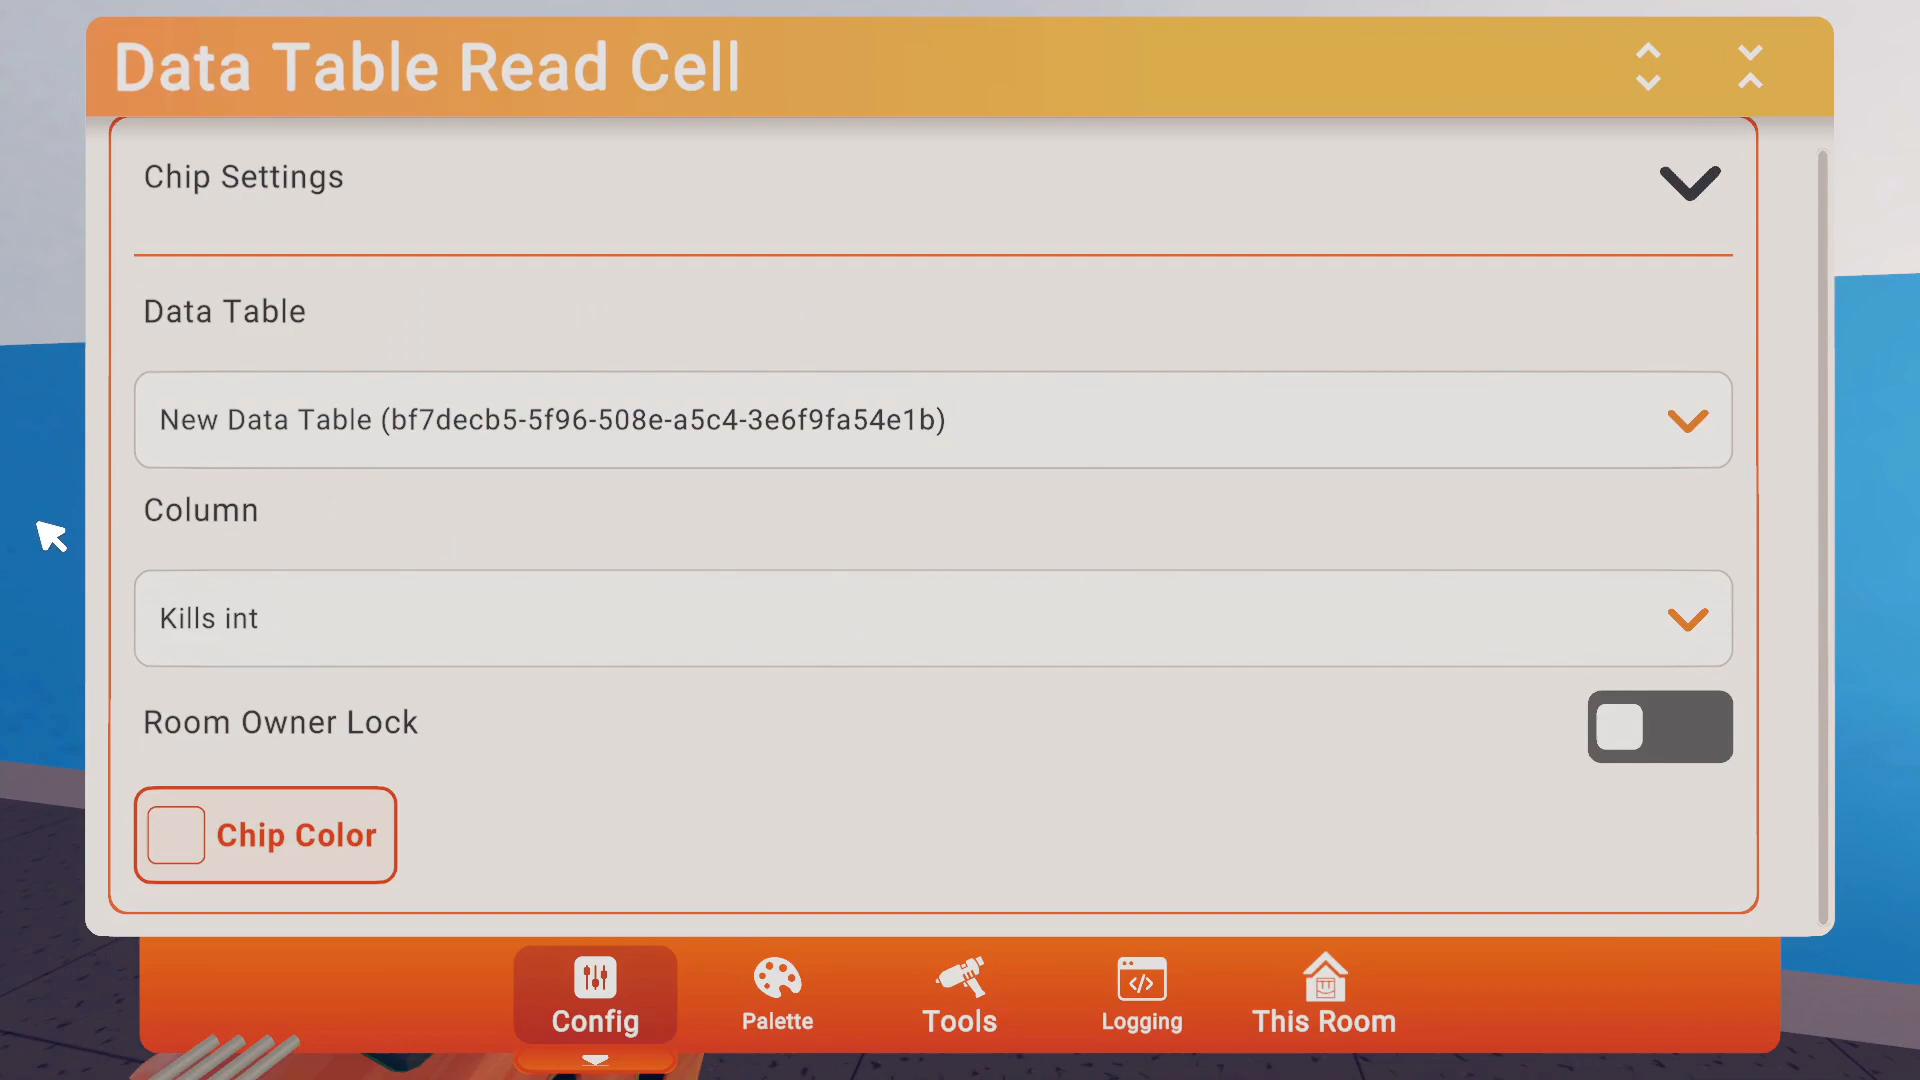 Data Table Read Cell
Chip Settings
Data Table
New Data Table (bf7decb5-5f96-508e-a5c4-3e6f9fa54e1b)
Column
Kills int
Room Owner Lock
Chip Color
Config
Palette
Tools
Logging
This Room